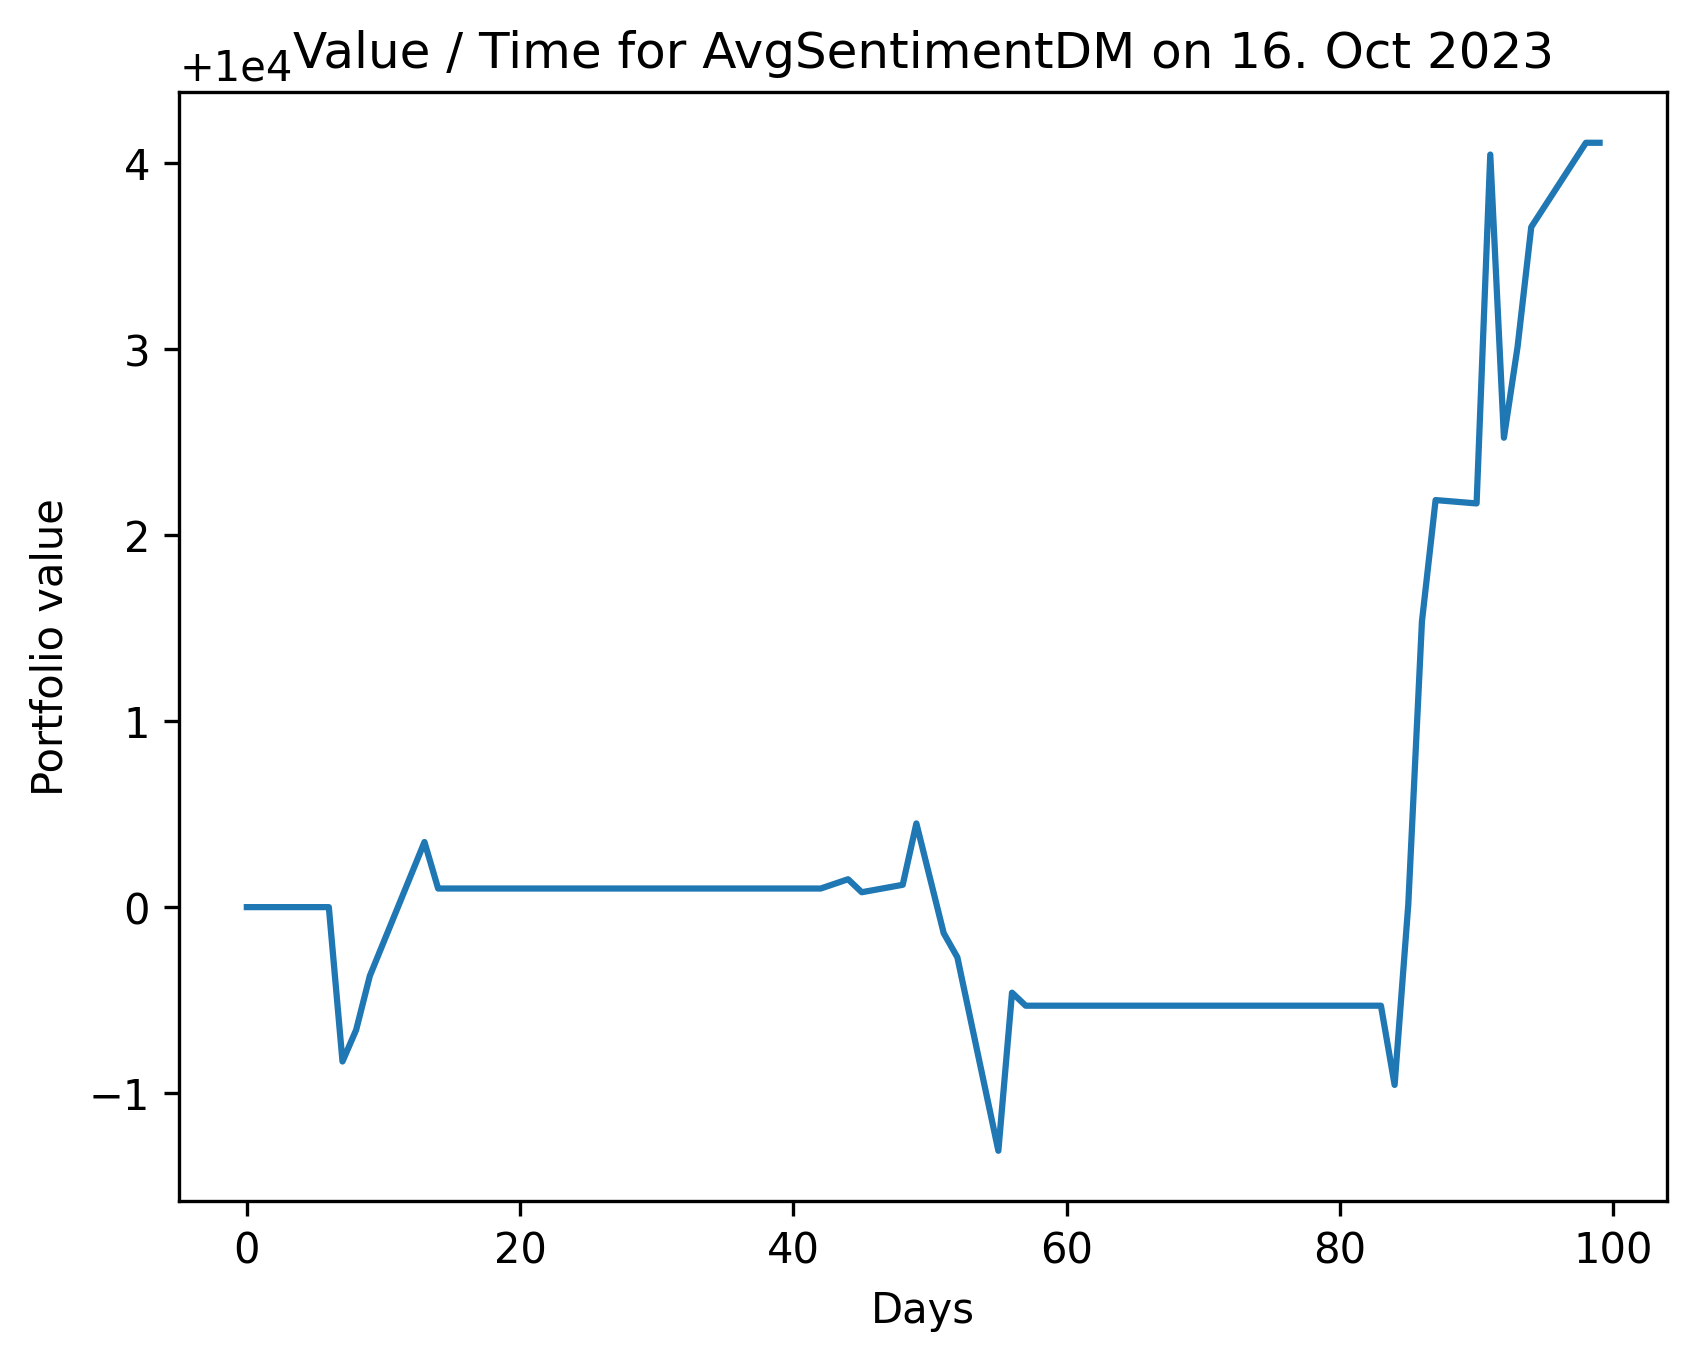 Value / Time for AvgSentimentDM on 16. Oct 2023
+1e4
4
3
2
1
0
−1
Portfolio value
0 20 40 60 80 100
Days